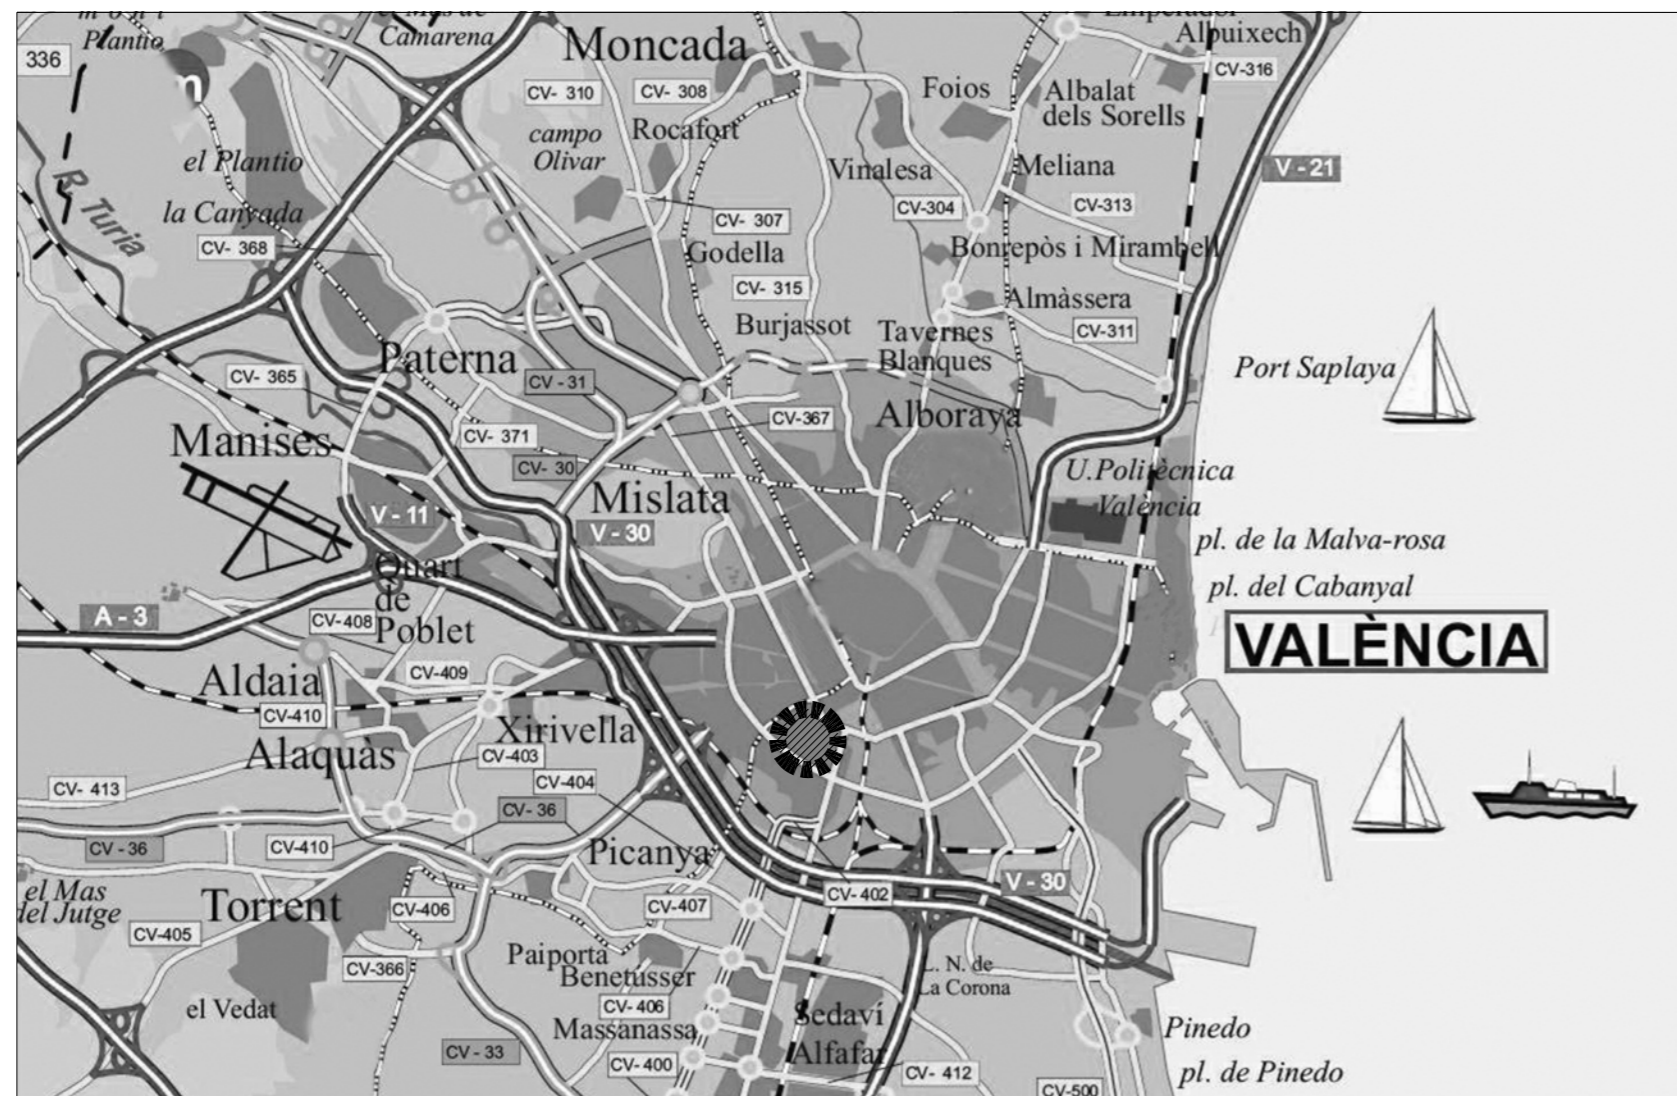 Plantio
Camarena
Moncada
Albuixech
336
CV-316
m
CV- 310
CV- 308
Foios
Albalat
dels Sorells
campo
Olivar
Rocafort
el Plantio
Vinalesa
Meliana
V - 21
R. Turia
la Canyada
CV-304
CV-313
CV- 307
CV- 368
Godella
Bonrepòs i Mirambell
CV- 315
Almàssera
Burjassot
Tavernes
Blanques
CV-311
Paterna
Port Saplaya
CV- 365
CV - 31
CV-367
Alboraya
Manises
CV- 371
CV- 30
U.Politècnica
València
Mislata
V - 11
V - 30
pl. de la Malva-rosa
Quart
de
Poblet
pl. del Cabanyal
A - 3
CV-408
VALÈNCIA
CV-409
Aldaia
CV-410
Xirivella
Alaquàs
CV-403
CV-404
CV- 413
CV- 36
CV - 36
CV-410
Picanya
V - 30
el Mas
del Jutge
Torrent
CV-406
CV-407
CV- 402
CV-405
Paiporta
CV-366
Benetússer
L. N. de
La Corona
el Vedat
CV- 406
Massanassa
Sedaví
Pinedo
CV - 33
CV-400
Alfafar
CV- 412
pl. de Pinedo
CV-500